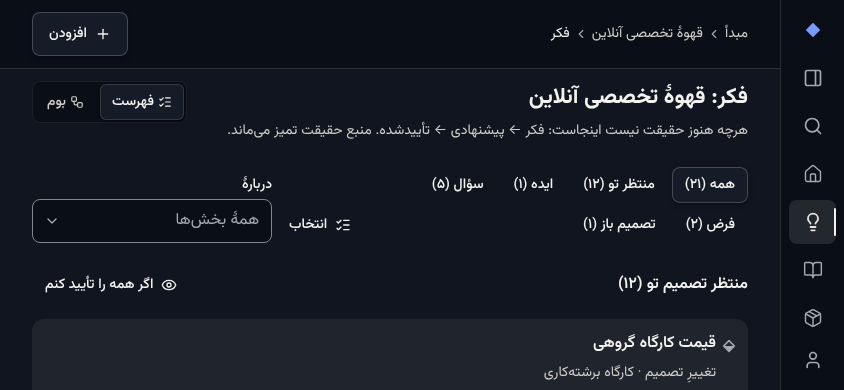 مبدأ › قهوهٔ تخصصی آنلاین › فکر
+ افزودن
فکر: قهوهٔ تخصصی آنلاین
فهرست
بوم
هرچه هنوز حقیقت نیست اینجاست: فکر ← پیشنهادی ← تأییدشده. منبع حقیقت تمیز می‌ماند.
همه (۲۱) منتظر تو (۱۲) ایده (۱) سؤال (۵)
فرض (۲) تصمیم باز (۱)
انتخاب
دربارهٔ
همهٔ بخش‌ها
منتظر تصمیم تو (۱۲)
اگر همه را تأیید کنم
قیمت کارگاه گروهی
تغییرِ تصمیم · کارگاه برشته‌کاری